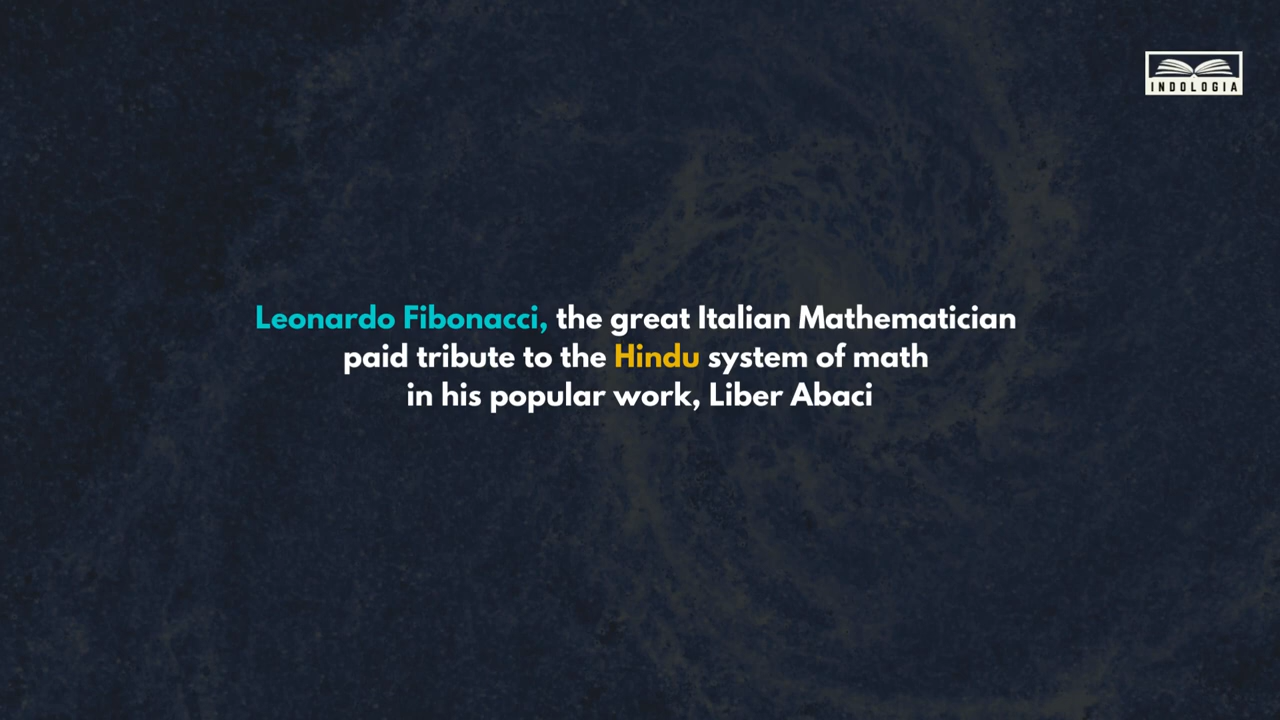 INDOLOGIA
Leonardo Fibonacci, the great Italian Mathematician
paid tribute to the Hindu system of math
in his popular work, Liber Abaci